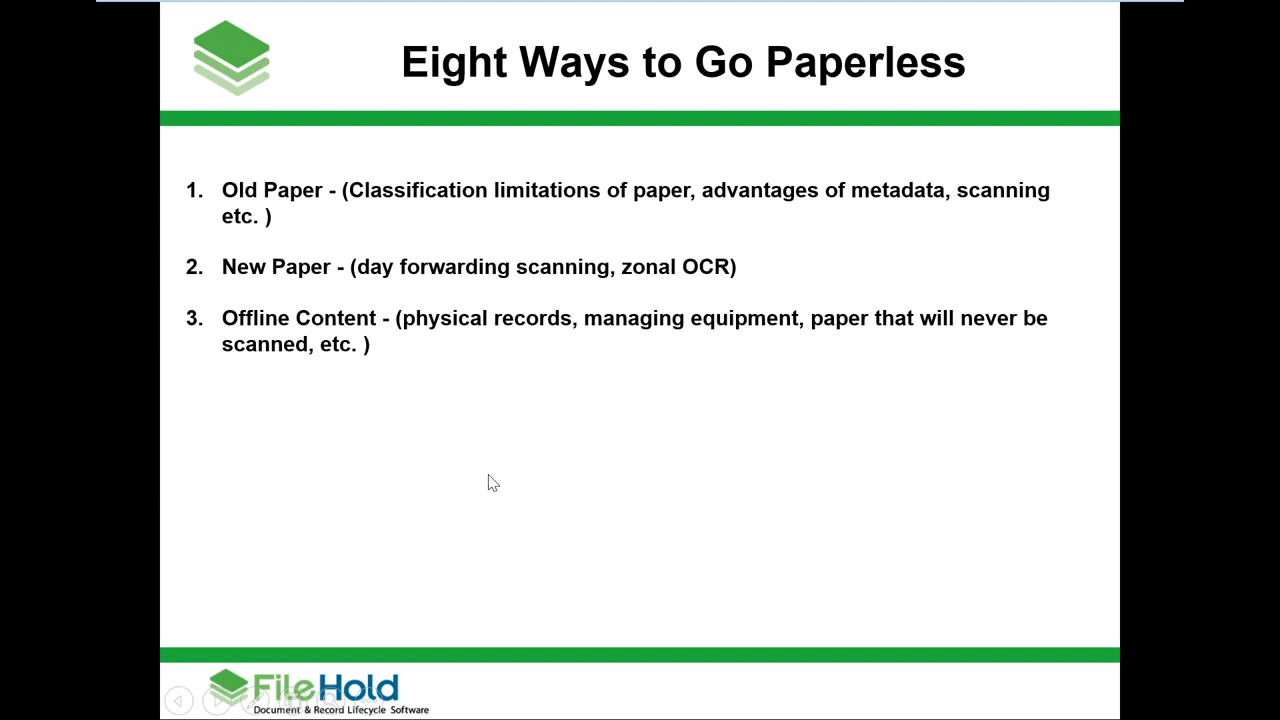 Eight Ways to Go Paperless
1. Old Paper - (Classification limitations of paper, advantages of metadata, scanning
etc. )
2. New Paper - (day forwarding scanning, zonal OCR)
3. Offline Content - (physical records, managing equipment, paper that will never be
scanned, etc. )
FileHold
Document & Record Lifecycle Software